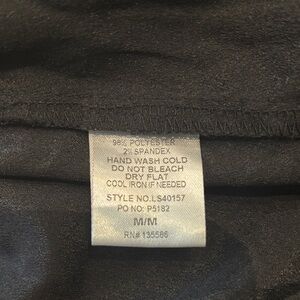 98% POLYESTER
2% SPANDEX
HAND WASH COLD
DO NOT BLEACH
DRY FLAT
COOL IRON IF NEEDED
STYLE NO.LS40157
PO NO: P5182
M/M
RN# 135586